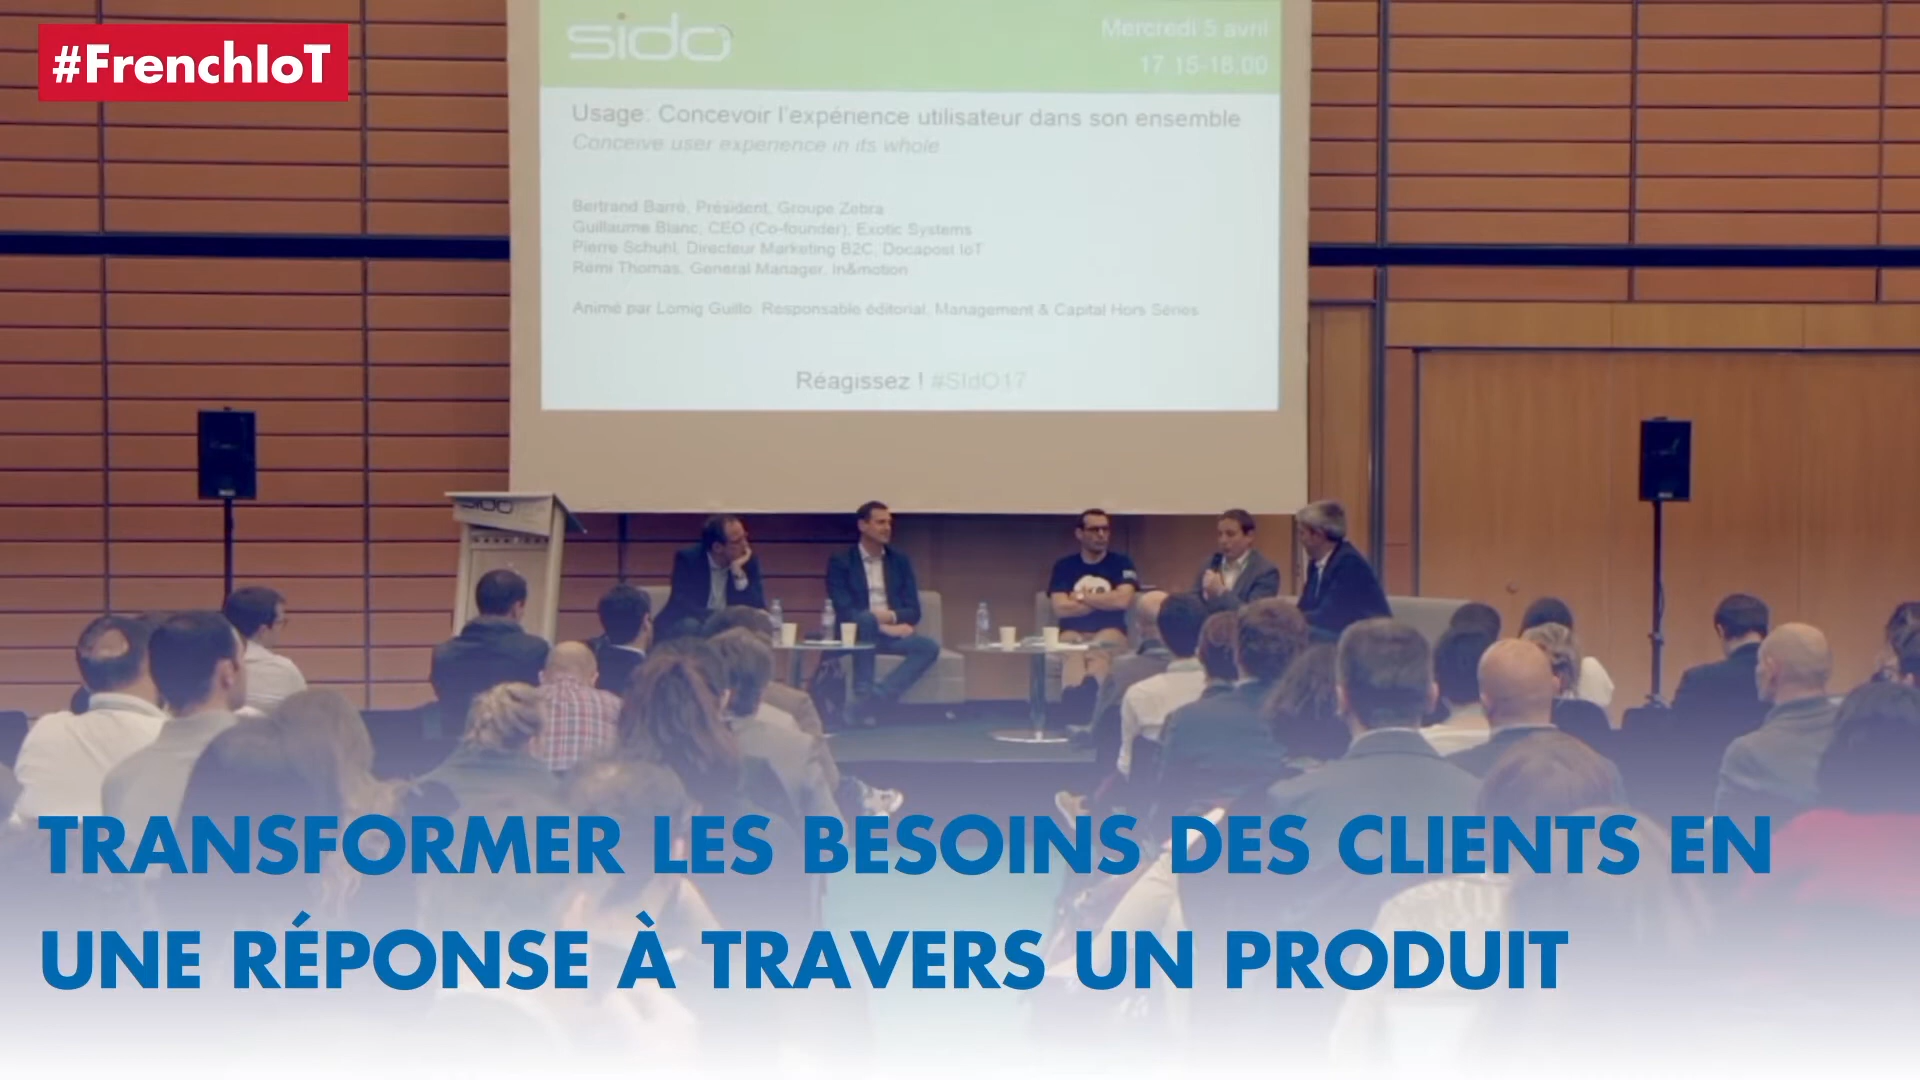 #FrenchIoT
sido
Mercredi 5 avril
17.15-18.00
Usage: Concevoir l'expérience utilisateur dans son ensemble
Conceive user experience in its whole
Bertrand Barré, Président, Groupe Zebra
Guillaume Blanc, CEO (Co-founder), Exotic Systems
Pierre Schuhl, Directeur Marketing B2C, Docapost IoT
Rémi Thomas, General Manager, In&motion
Animé par Lomig Guillo, Responsable éditorial, Management & Capital Hors Séries
Réagissez ! #SIdO17
SIDO
TRANSFORMER LES BESOINS DES CLIENTS EN
UNE RÉPONSE À TRAVERS UN PRODUIT